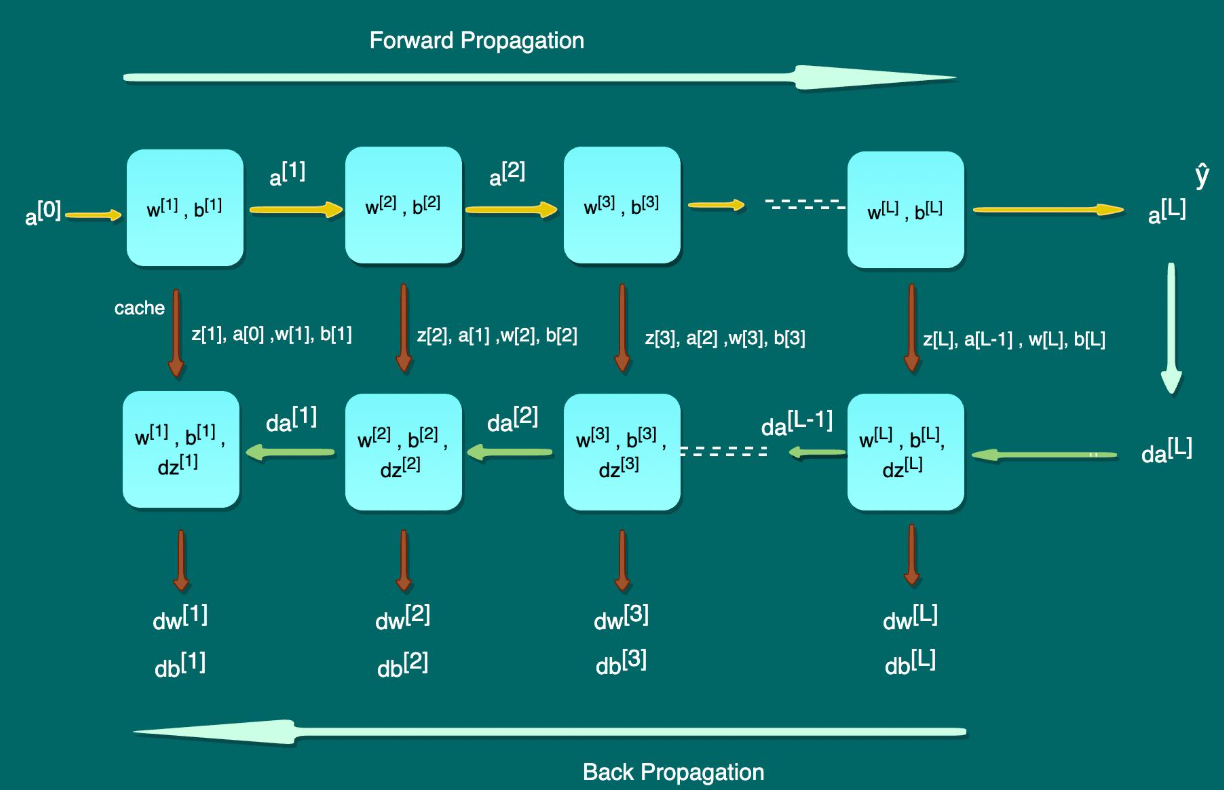 Forward Propagation
a[0]
w[1] , b[1]
a[1]
w[2] , b[2]
a[2]
w[3] , b[3]
w[L] , b[L]
ŷ
a[L]
cache
z[1], a[0] ,w[1], b[1]
z[2], a[1] ,w[2], b[2]
z[3], a[2] ,w[3], b[3]
z[L], a[L-1] , w[L], b[L]
w[1] , b[1] ,
dz[1]
da[1]
w[2] , b[2] ,
dz[2]
da[2]
w[3] , b[3] ,
dz[3]
da[L-1]
w[L] , b[L],
dz[L]
da[L]
dw[1]
db[1]
dw[2]
db[2]
dw[3]
db[3]
dw[L]
db[L]
Back Propagation